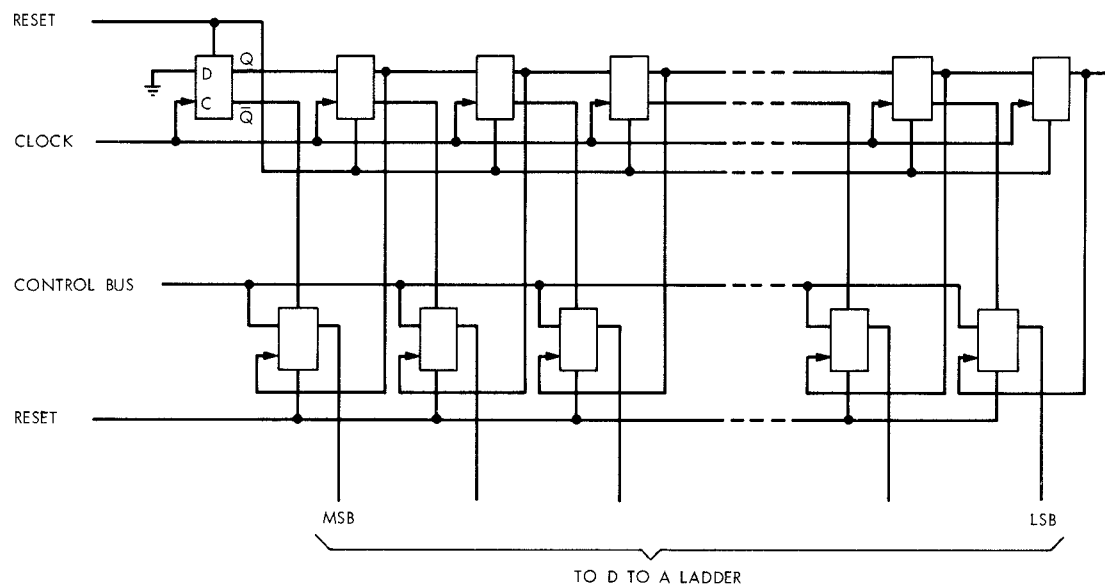 RESET
D Q
C Q̅
CLOCK
CONTROL BUS
RESET
MSB LSB
TO D TO A LADDER